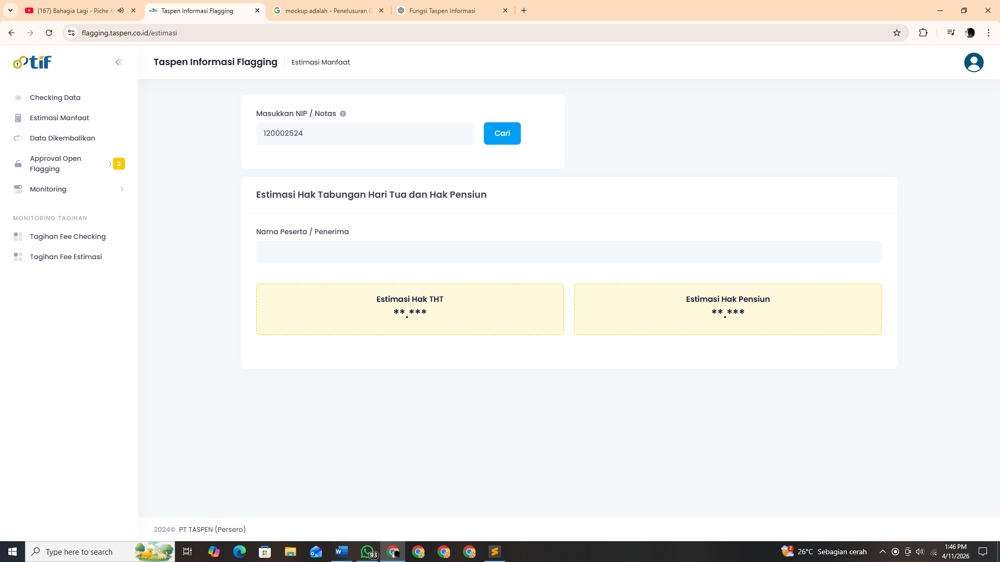 (167) Bahagia Lagi - Piche K
Taspen Informasi Flagging
mockup adalah - Penelusuran G
Fungsi Taspen Informasi
flagging.taspen.co.id/estimasi
tif
Taspen Informasi Flagging
Estimasi Manfaat
Checking Data
Estimasi Manfaat
Data Dikembalikan
Approval Open
Flagging
2
Monitoring
MONITORING TAGIHAN
Tagihan Fee Checking
Tagihan Fee Estimasi
Masukkan NIP / Notas
120002524
Cari
Estimasi Hak Tabungan Hari Tua dan Hak Pensiun
Nama Peserta / Penerima
Estimasi Hak THT
**.***
Estimasi Hak Pensiun
**.***
2024© PT TASPEN (Persero)
Type here to search
93
2
26°C Sebagian cerah
1:46 PM
4/11/2026